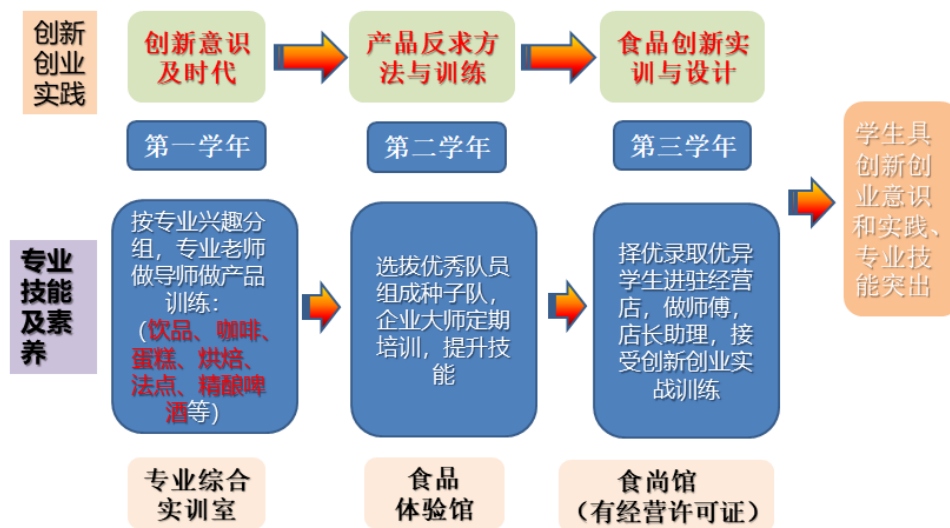 创新
创业
实践
创新意识
及时代
产品反求方
法与训练
食品创新实
训与设计
第一学年
第二学年
第三学年
专业
技能
及素
养
按专业兴趣分
组，专业老师
做导师做产品
训练：
（饮品、咖啡、
蛋糕、烘焙、
法点、精酿啤
酒等）
选拔优秀队员
组成种子队，
企业大师定期
培训，提升技
能
择优录取优异
学生进驻经营
店，做师傅，
店长助理，接
受创新创业实
战训练
学生具
创新创
业意识
和实践、
专业技
能突出
专业综合
实训室
食品
体验馆
食尚馆
（有经营许可证）